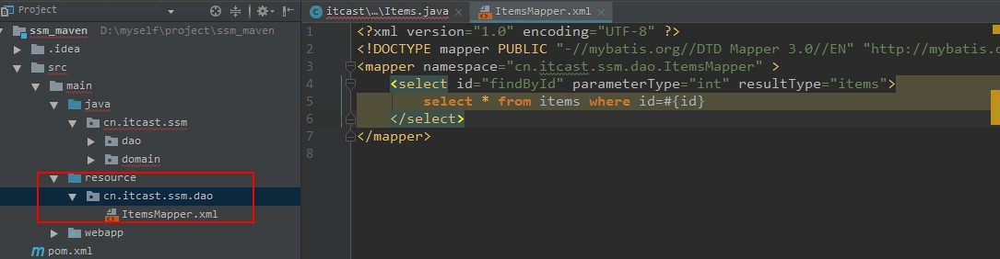 Project
ssm_maven D:\myself\project\ssm_maven
.idea
src
main
java
cn.itcast.ssm
dao
domain
resource
cn.itcast.ssm.dao
ItemsMapper.xml
webapp
pom.xml
itcast\...\Items.java × ItemsMapper.xml ×
1 <?xml version="1.0" encoding="UTF-8" ?>
2 <!DOCTYPE mapper PUBLIC "-//mybatis.org//DTD Mapper 3.0//EN" "http://mybatis.o
3 <mapper namespace="cn.itcast.ssm.dao.ItemsMapper" >
4 <select id="findById" parameterType="int" resultType="items">
5 select * from items where id=#{id}
6 </select>
7 </mapper>
8